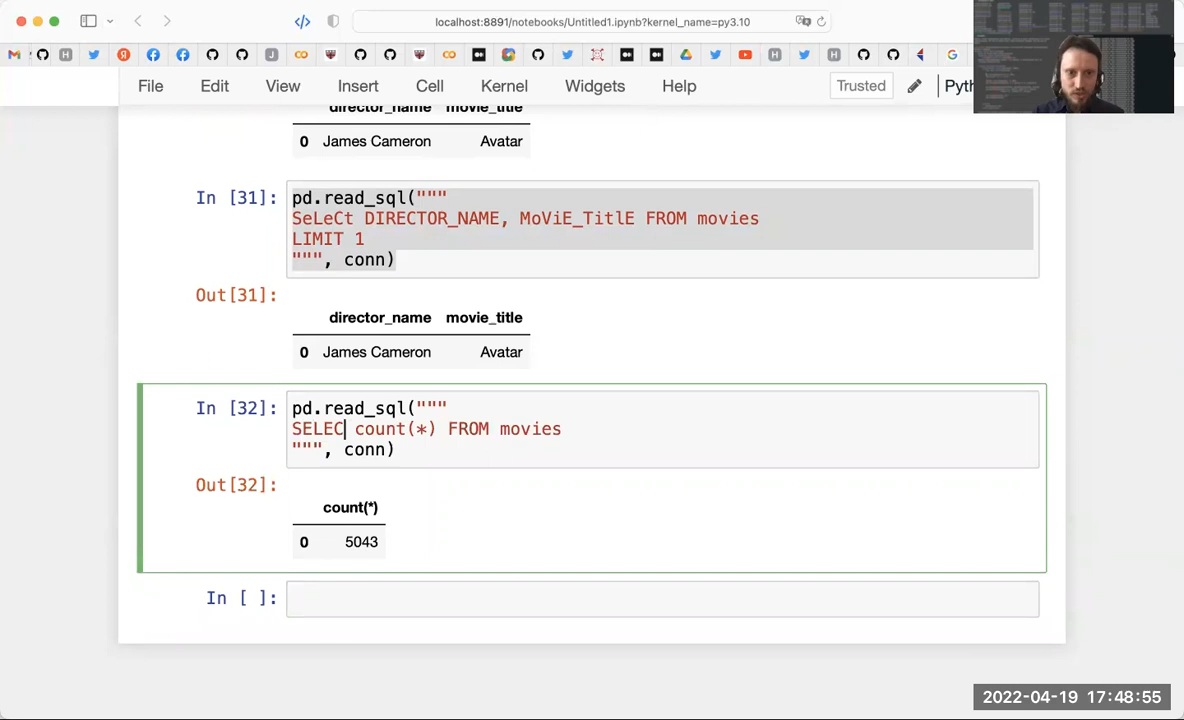 localhost:8891/notebooks/Untitled1.ipynb?kernel_name=py3.10
File Edit View Insert Cell Kernel Widgets Help Trusted Pyth
director_name movie_title
0 James Cameron Avatar
In [31]: pd.read_sql("""
SeLeCt DIRECTOR_NAME, MoViE_TitlE FROM movies
LIMIT 1
""", conn)
Out[31]:
director_name movie_title
0 James Cameron Avatar
In [32]: pd.read_sql("""
SELEC count(*) FROM movies
""", conn)
Out[32]:
count(*)
0 5043
In [ ]:
2022-04-19 17:48:55